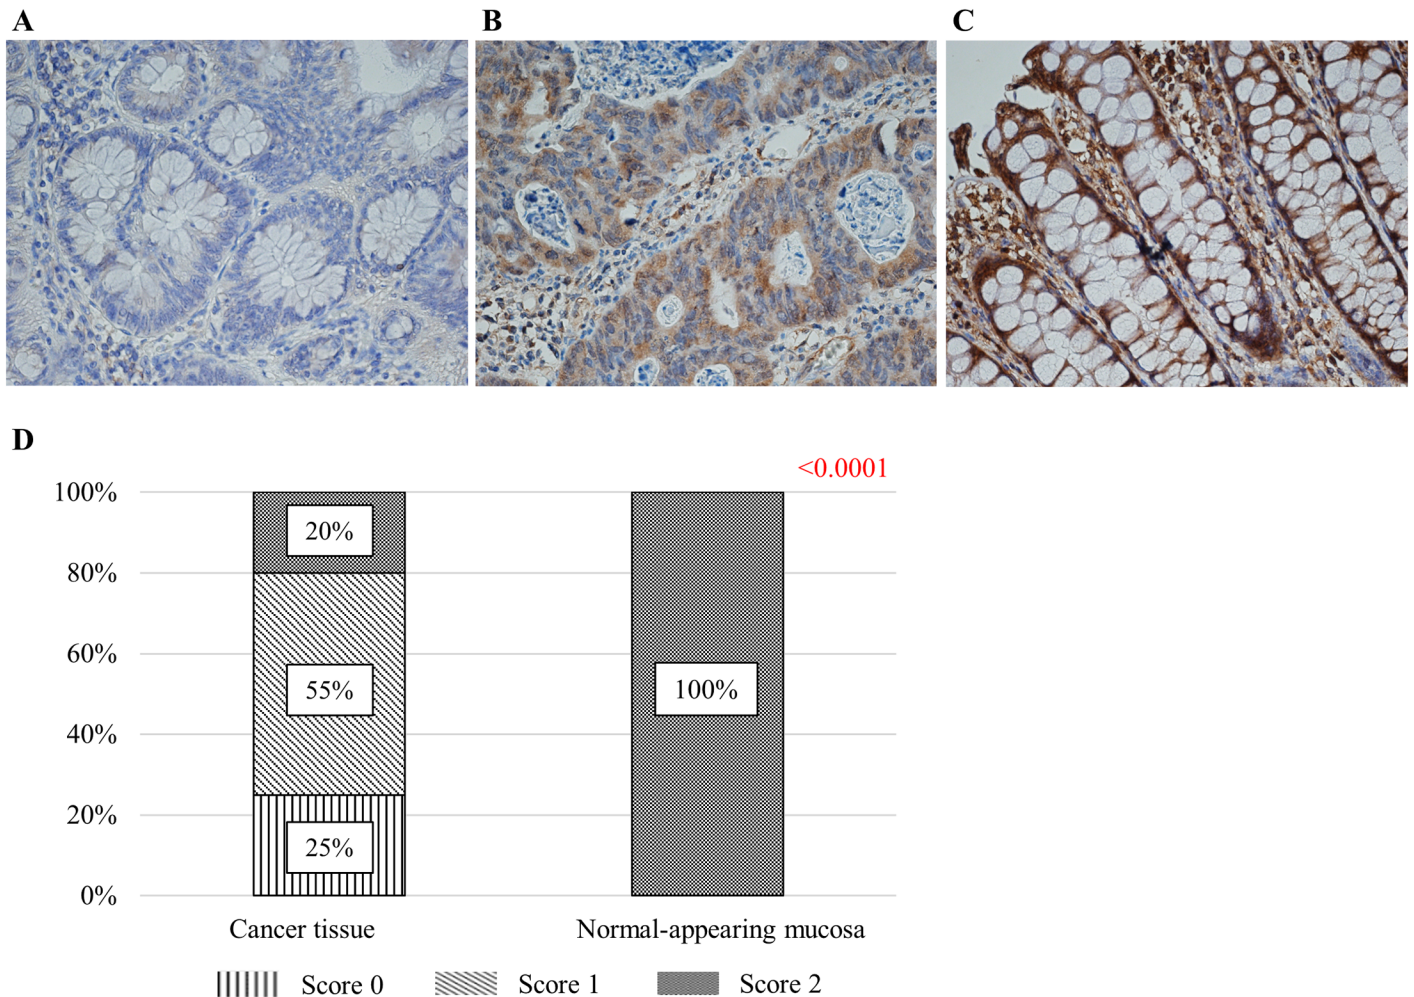 A
B
C
D
<0.0001
100%
80%
60%
40%
20%
0%
20%
55%
25%
100%
Cancer tissue
Normal-appearing mucosa
Score 0
Score 1
Score 2